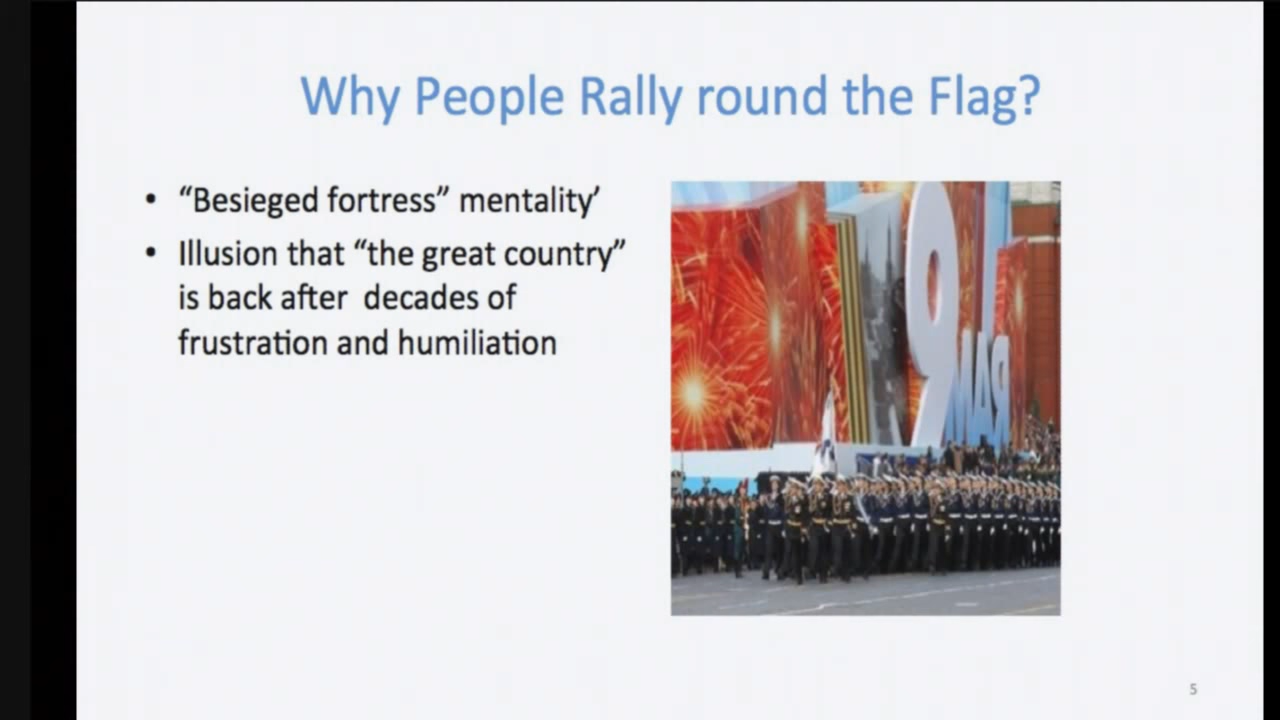 Why People Rally round the Flag?
• “Besieged fortress” mentality’
• Illusion that “the great country”
is back after decades of
frustration and humiliation
9
МАЯ
5